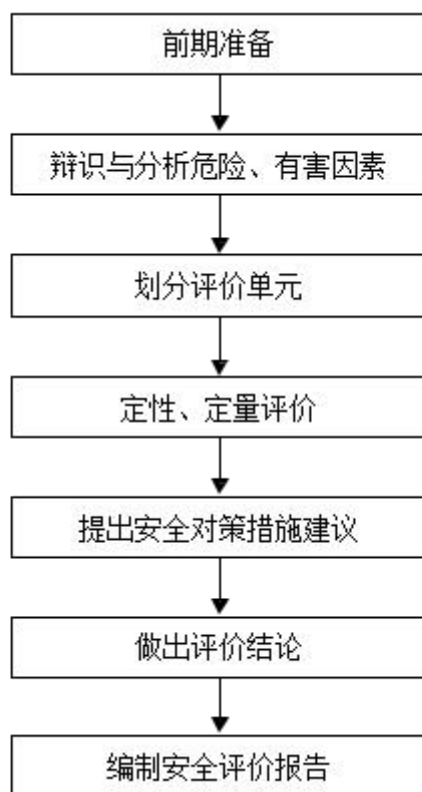 前期准备
辩识与分析危险、有害因素
划分评价单元
定性、定量评价
提出安全对策措施建议
做出评价结论
编制安全评价报告